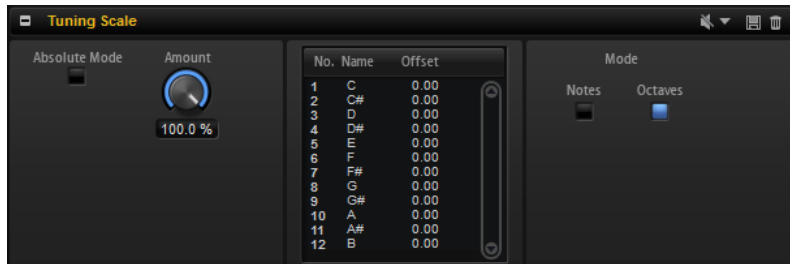 Tuning Scale
Absolute Mode
Amount
100.0 %
No. Name Offset
1 C 0.00
2 C# 0.00
3 D 0.00
4 D# 0.00
5 E 0.00
6 F 0.00
7 F# 0.00
8 G 0.00
9 G# 0.00
10 A 0.00
11 A# 0.00
12 B 0.00
Mode
Notes Octaves